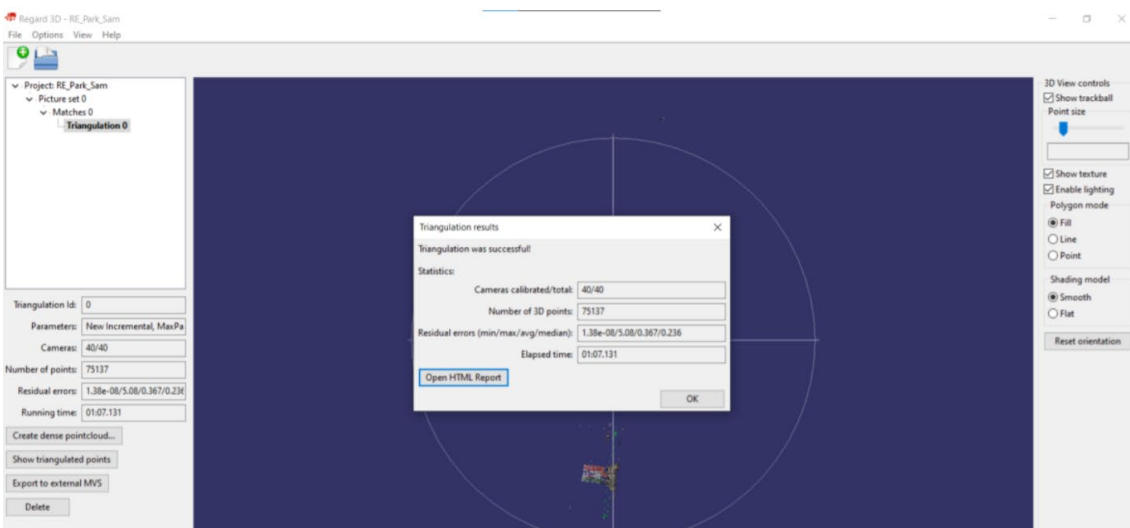 Regard 3D - RE_Park_Sam
File Options View Help
Project: RE_Park_Sam
Picture set 0
Matches 0
Triangulation 0
Triangulation Id: 0
Parameters: New Incremental, MaxPa
Cameras: 40/40
Number of points: 75137
Residual errors: 1.38e-08/5.08/0.367/0.236
Running time: 01:07.131
Create dense pointcloud...
Show triangulated points
Export to external MVS
Delete
Triangulation results
Triangulation was successful!
Statistics:
Cameras calibrated/total: 40/40
Number of 3D points: 75137
Residual errors (min/max/avg/median): 1.38e-08/5.08/0.367/0.236
Elapsed time: 01:07.131
Open HTML Report
OK
3D View controls
Show trackball
Point size
Show texture
Enable lighting
Polygon mode
Fill
Line
Point
Shading model
Smooth
Flat
Reset orientation